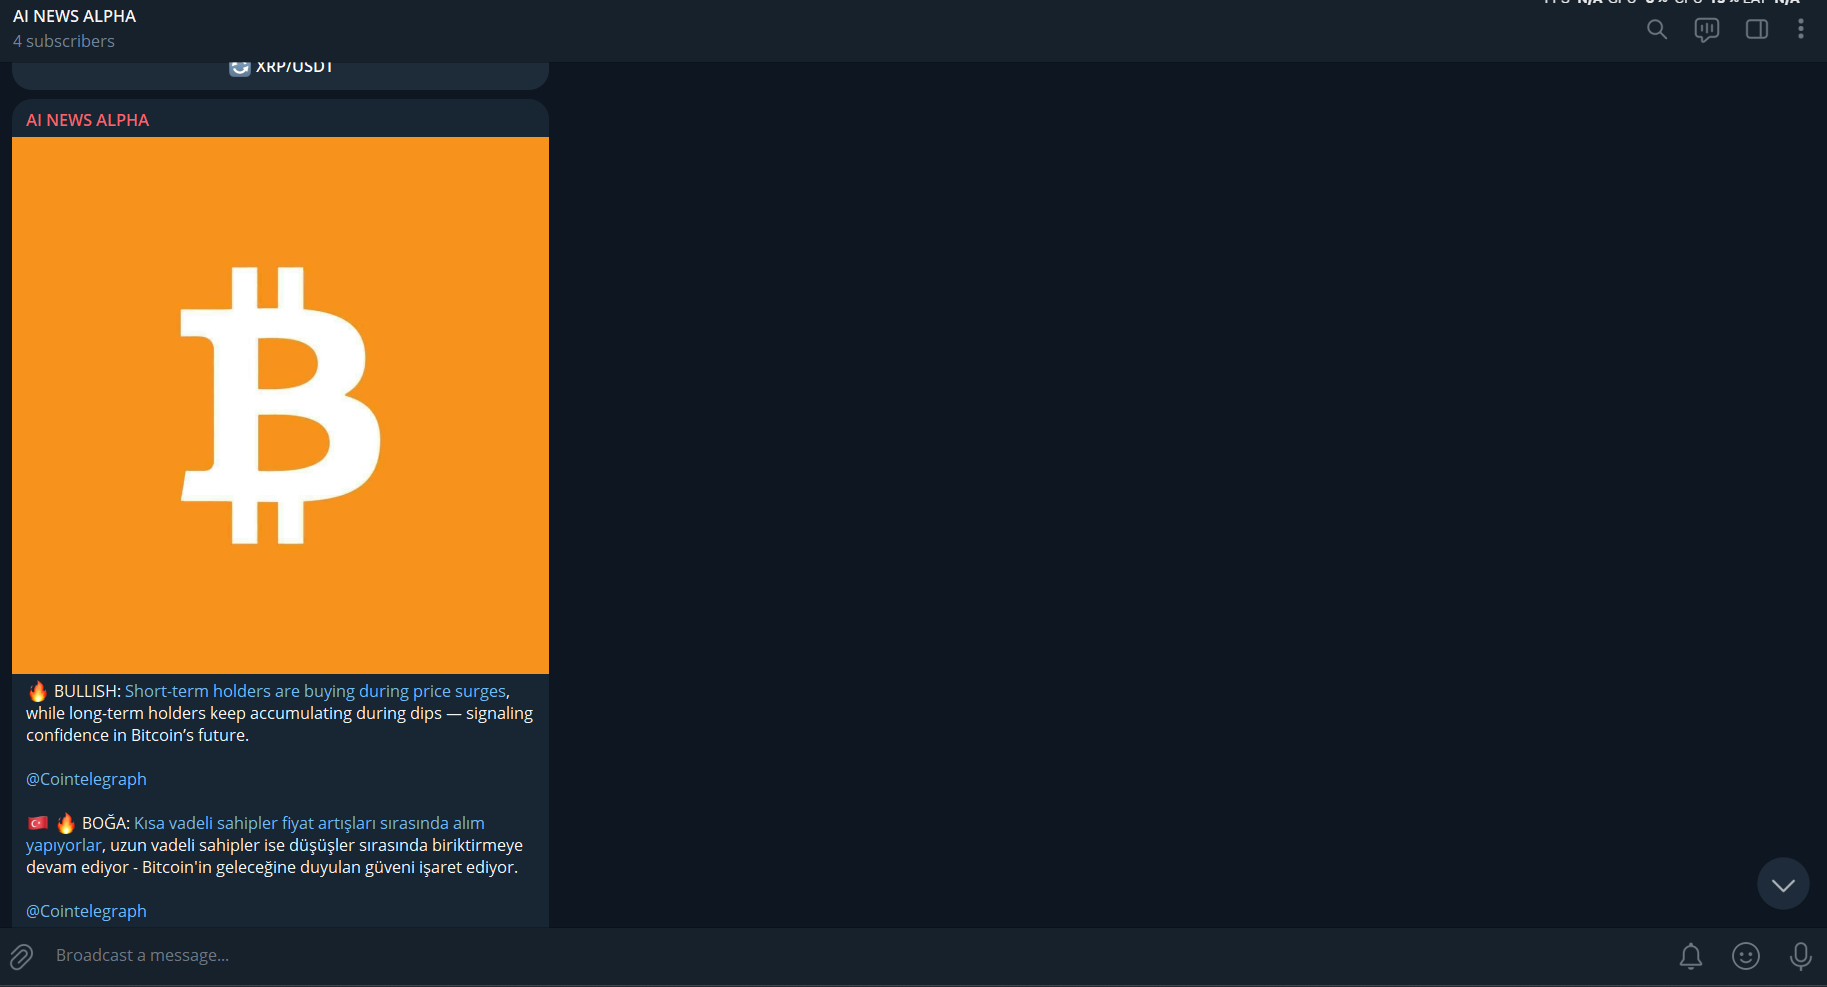 AI NEWS ALPHA
4 subscribers
XRP/USDT
AI NEWS ALPHA
🔥 BULLISH: Short-term holders are buying during price surges,
while long-term holders keep accumulating during dips — signaling
confidence in Bitcoin’s future.
@Cointelegraph
🇹🇷 🔥 BOĞA: Kısa vadeli sahipler fiyat artışları sırasında alım
yapıyorlar, uzun vadeli sahipler ise düşüşler sırasında biriktirmeye
devam ediyor - Bitcoin'in geleceğine duyulan güveni işaret ediyor.
@Cointelegraph
Broadcast a message...